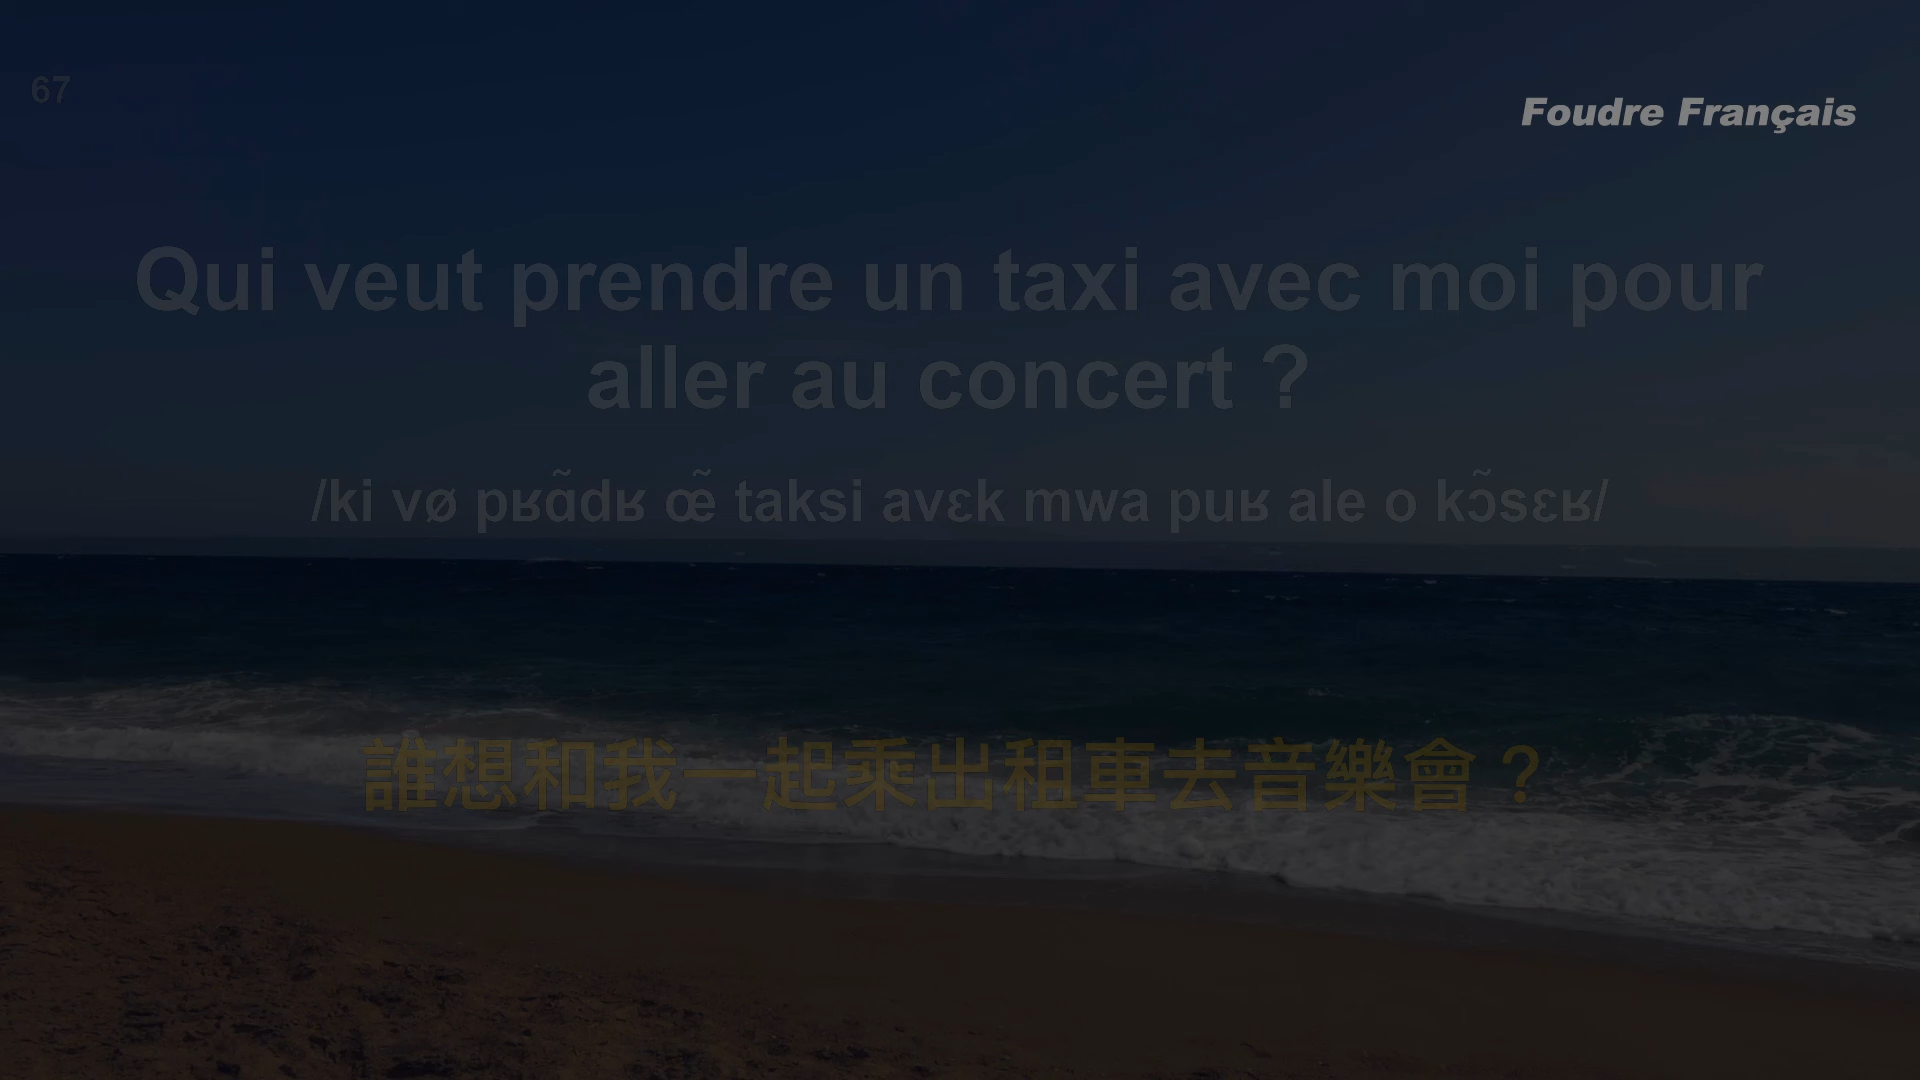 67
Foudre Français
Qui veut prendre un taxi avec moi pour
aller au concert ?
/ki vø pʁɑ̃dʁ œ̃ taksi avɛk mwa puʁ ale o kɔ̃sɛʁ/
誰想和我一起乘出租車去音樂會？